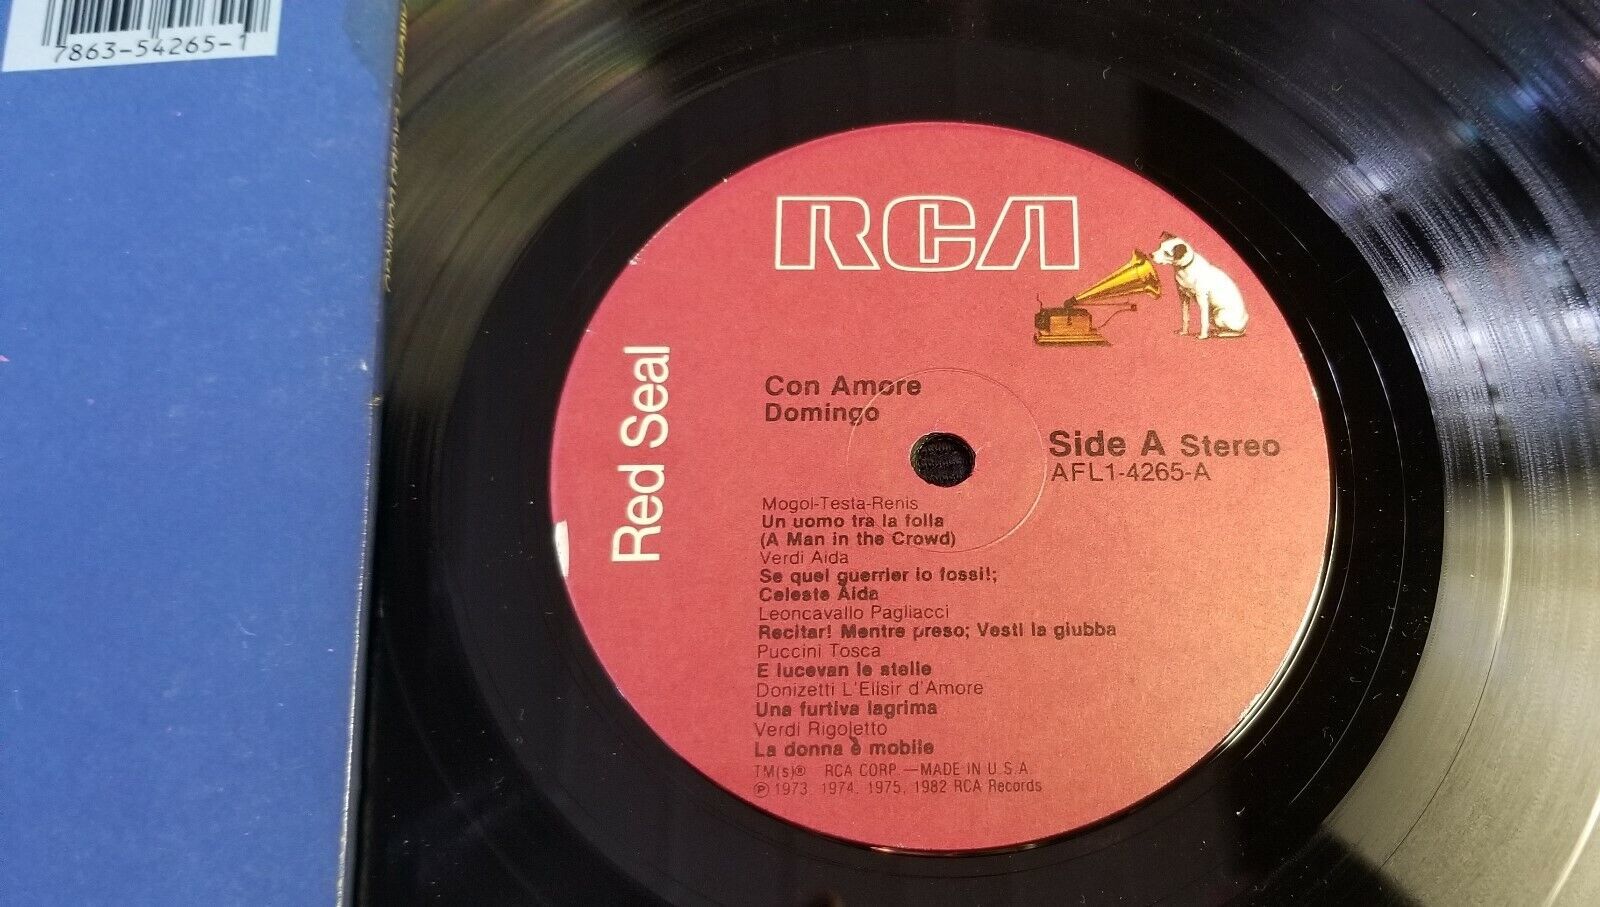 7863-54265-1
RCA
Red Seal
Con Amore
Domingo
Side A Stereo
AFL1-4265-A
Mogol-Testa-Renis
Un uomo tra la folla
(A Man in the Crowd)
Verdi Aida
Se quel guerrier io fossi!;
Celeste Aida
Leoncavallo Pagliacci
Recitar! Mentre preso; Vesti la giubba
Puccini Tosca
E lucevan le stelle
Donizetti L'Elisir d'Amore
Una furtiva lagrima
Verdi Rigoletto
La donna è mobile
TM(s)® RCA CORP.—MADE IN U.S.A
℗ 1973, 1974, 1975, 1982 RCA Records